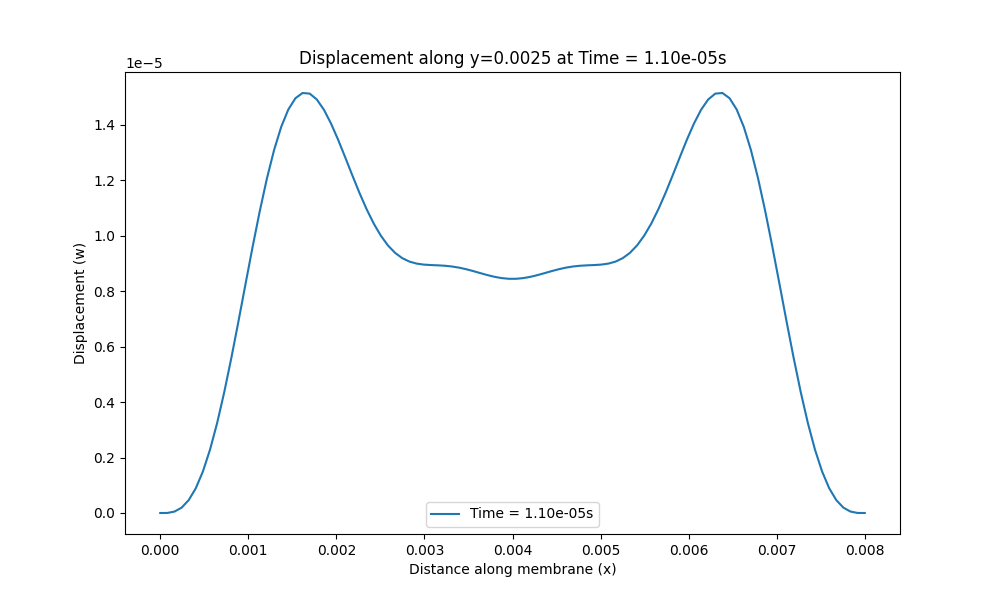 Displacement along y=0.0025 at Time = 1.10e-05s
1e−5
1.4
1.2
1.0
0.8
0.6
0.4
0.2
0.0
Displacement (w)
Time = 1.10e-05s
0.000 0.001 0.002 0.003 0.004 0.005 0.006 0.007 0.008
Distance along membrane (x)